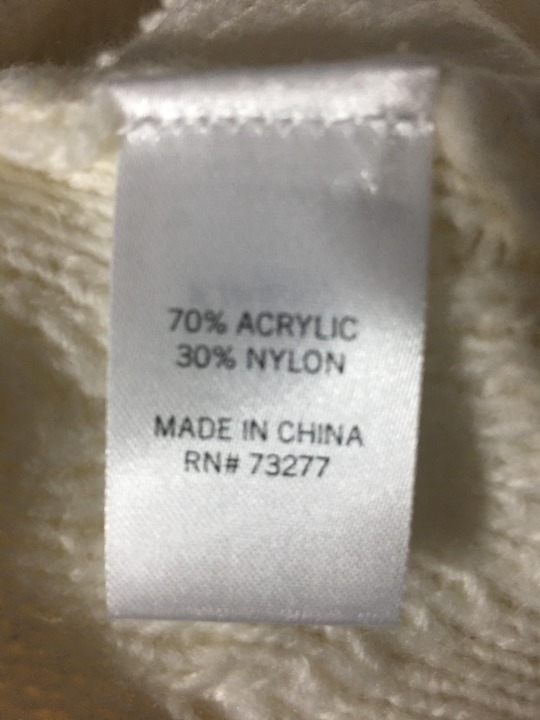 70% ACRYLIC
30% NYLON
MADE IN CHINA
RN# 73277